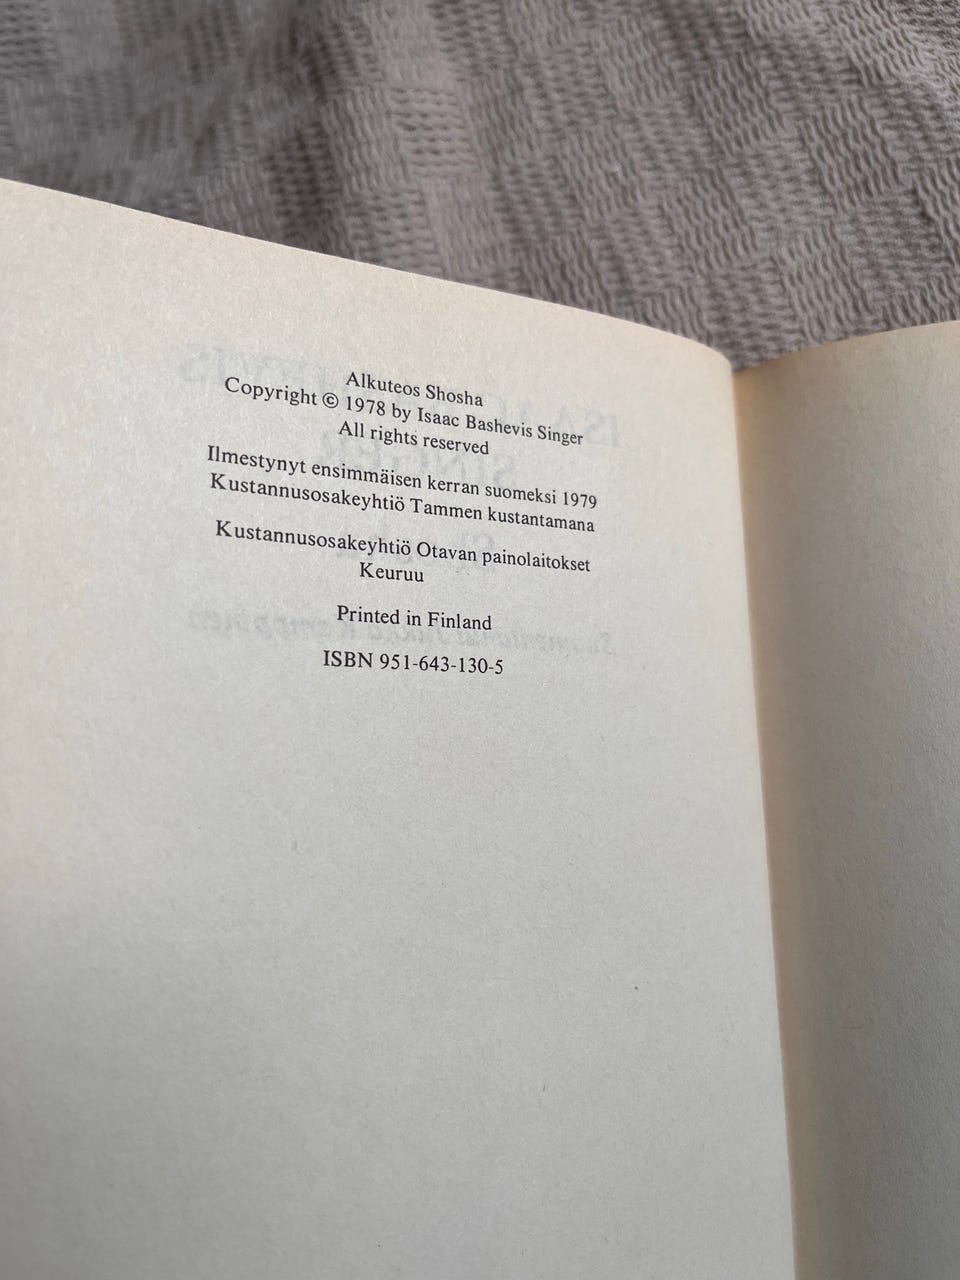 Alkuteos Shosha
Copyright © 1978 by Isaac Bashevis Singer
All rights reserved
Ilmestynyt ensimmäisen kerran suomeksi 1979
Kustannusosakeyhtiö Tammen kustantamana
Kustannusosakeyhtiö Otavan painolaitokset
Keuruu
Printed in Finland
ISBN 951-643-130-5